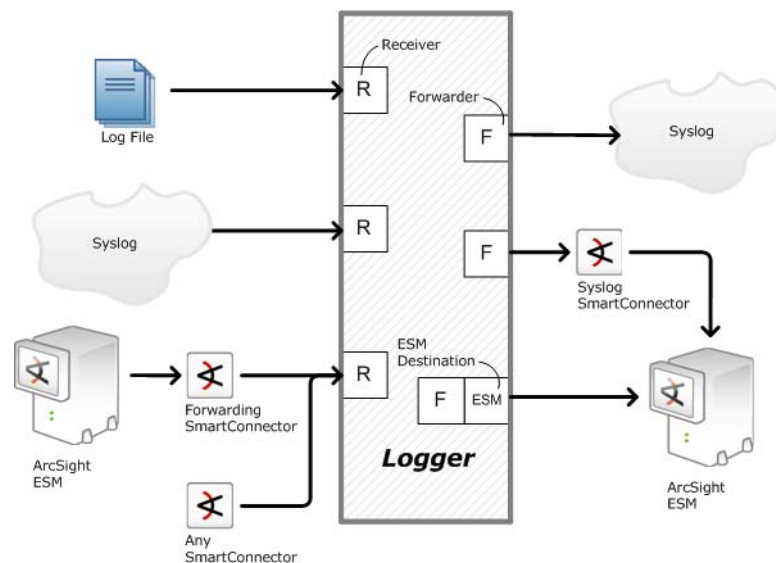 Receiver
R
Log File
Forwarder
F
Syslog
Syslog
R
F
Syslog
SmartConnector
ArcSight
ESM
Forwarding
SmartConnector
R
ESM
Destination
F
ESM
Logger
ArcSight
ESM
Any
SmartConnector